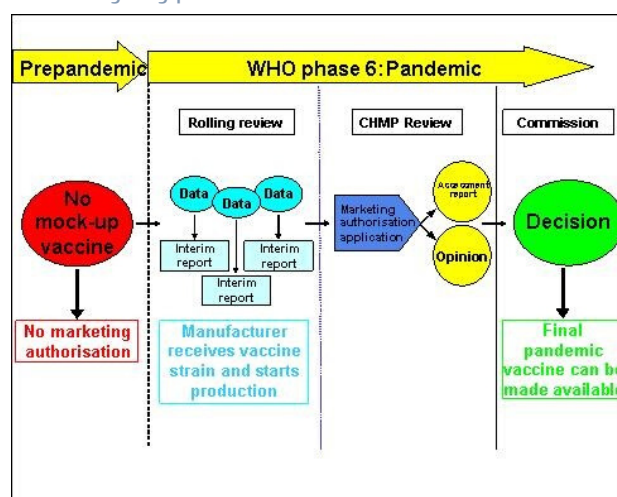 Prepandemic
WHO phase 6:Pandemic
Rolling review
CHMP Review
Commission
No
mock-up
vaccine
Data
Data
Data
Interim
report
Interim
report
Interim
report
Marketing
authorisation
application
Assessment
report
Opinion
Decision
No marketing
authorisation
Manufacturer
receives vaccine
strain and starts
production
Final
pandemic
vaccine can be
made available